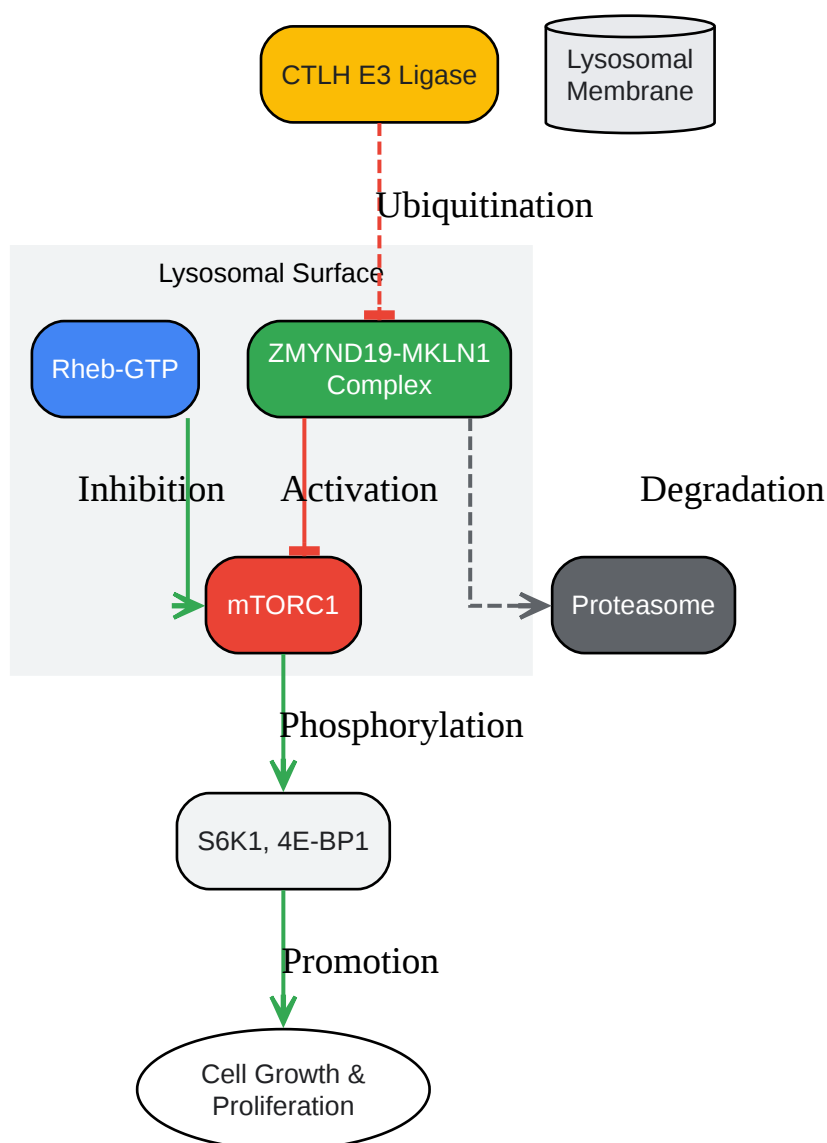 CTLH E3 Ligase
Lysosomal
Membrane
Ubiquitination
Lysosomal Surface
Rheb-GTP
ZMYND19-MKLN1
Complex
Inhibition
Activation
Degradation
mTORC1
Proteasome
Phosphorylation
S6K1, 4E-BP1
Promotion
Cell Growth &
Proliferation